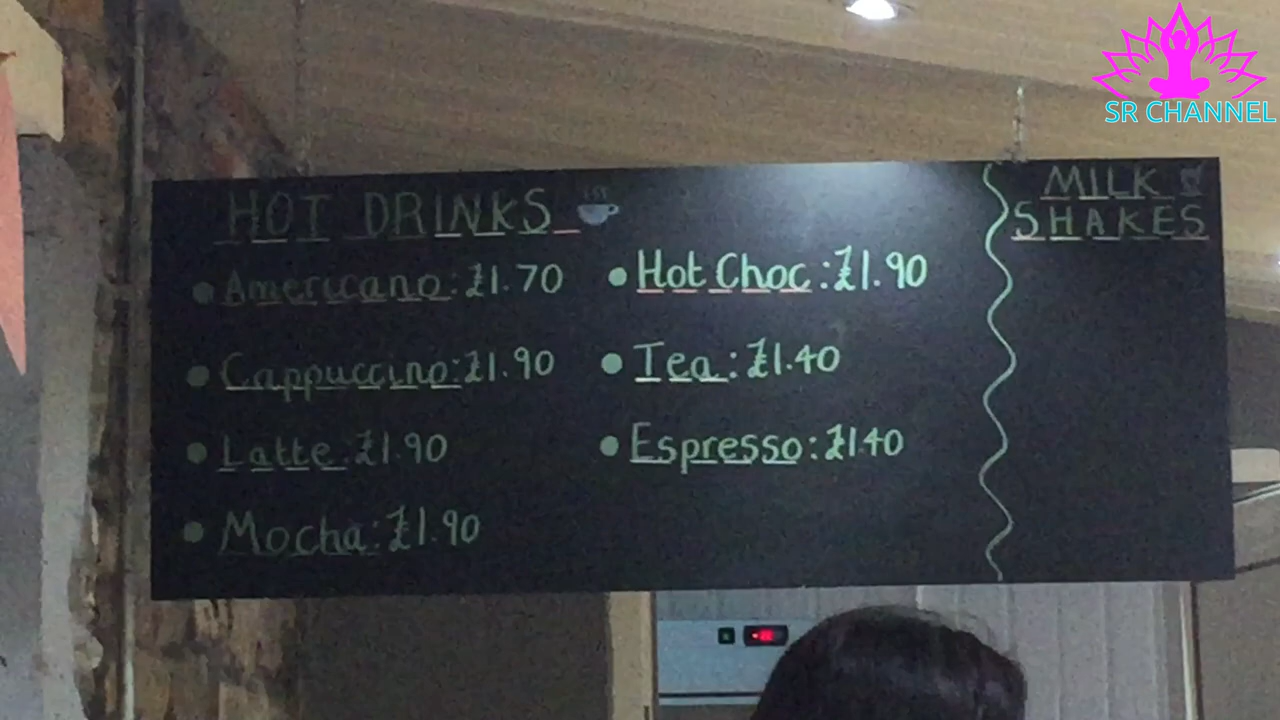 SR CHANNEL
HOT DRINKS
Americano: £1.70
Cappuccino: £1.90
Latte: £1.90
Mocha: £1.90
Hot Choc: £1.90
Tea: £1.40
Espresso: £1.40
MILK
SHAKES